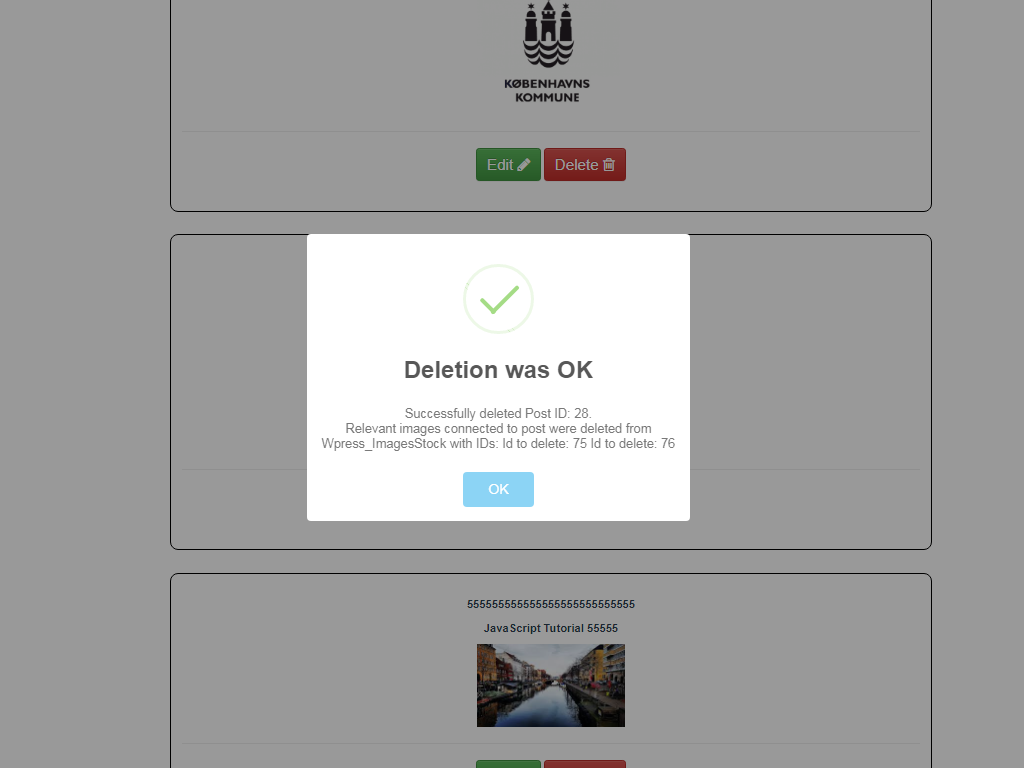 KØBENHAVNS
KOMMUNE
Edit Delete
Deletion was OK
Successfully deleted Post ID: 28.
Relevant images connected to post were deleted from
Wpress_ImagesStock with IDs: Id to delete: 75 Id to delete: 76
OK
5555555555555555555555555555
JavaScript Tutorial 55555